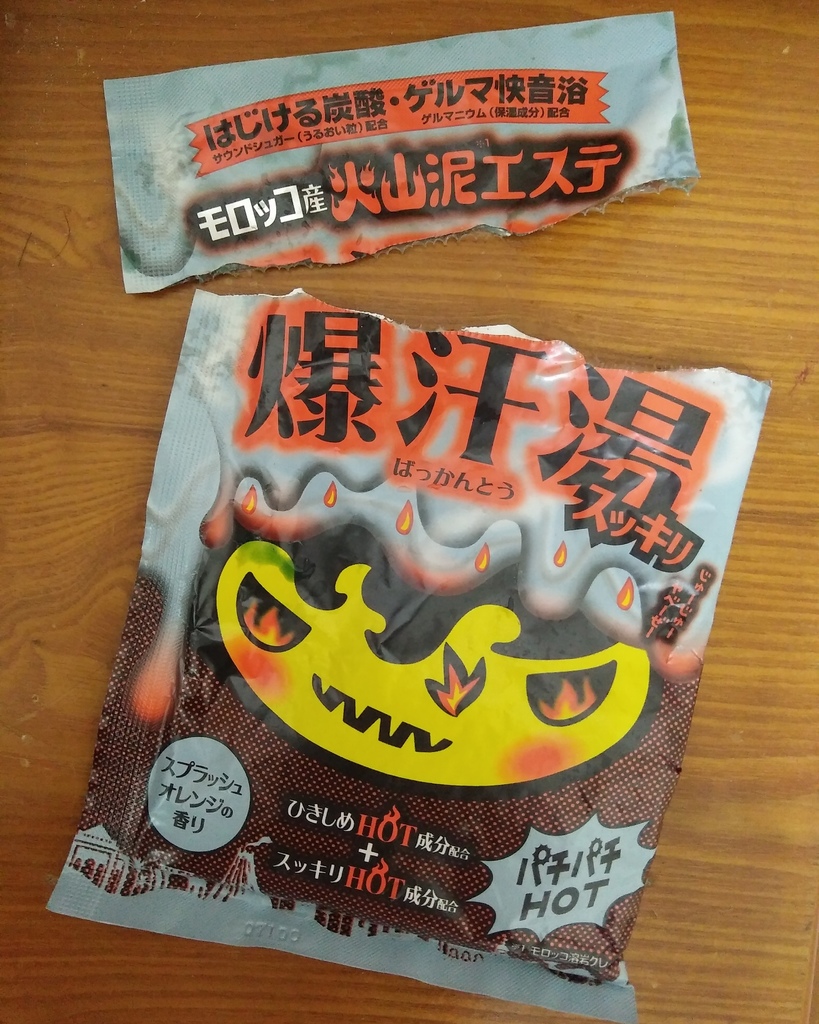 はじける炭酸・ゲルマ快音浴
サウンドシュガー(うるおい粒)配合
ゲルマニウム(保温成分)配合
モロッコ産火山泥エステ※1
爆汗湯
ばっかんとう
スッキリ
スプラッシュ
オレンジの
香り
ひきしめHOT成分配合
+
スッキリHOT成分配合
パチパチ
HOT
※1 モロッコ溶岩クレ